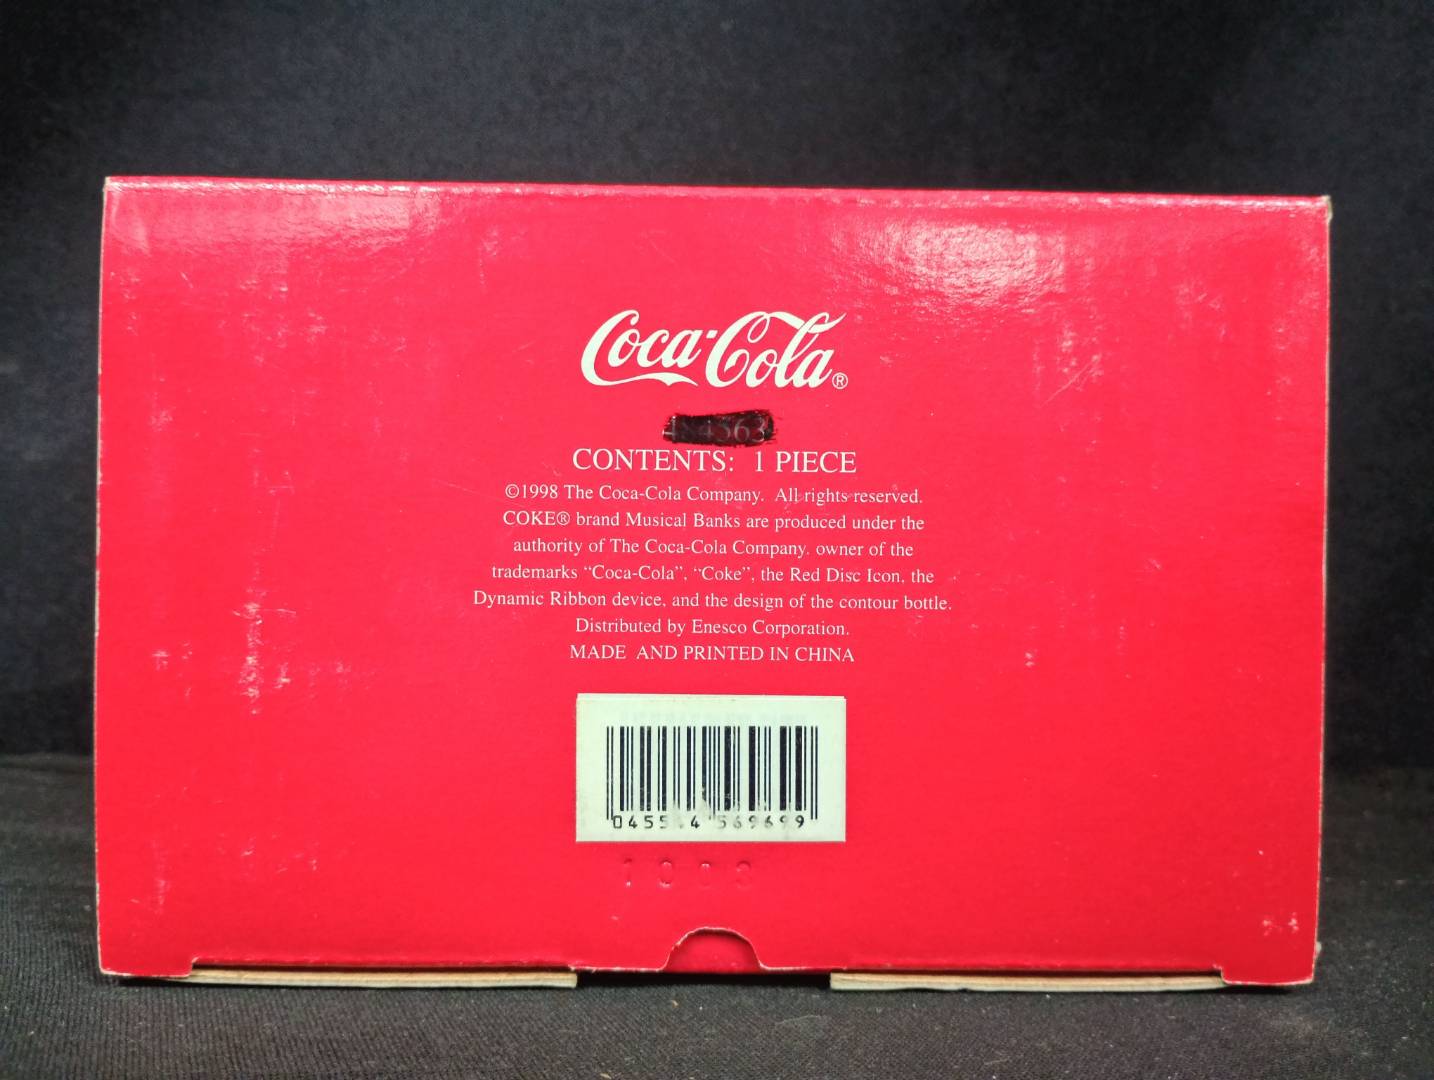 Coca-Cola®
CONTENTS: 1 PIECE
©1998 The Coca-Cola Company. All rights reserved.
COKE® brand Musical Banks are produced under the
authority of The Coca-Cola Company, owner of the
trademarks “Coca-Cola”, “Coke”, the Red Disc Icon, the
Dynamic Ribbon device, and the design of the contour bottle.
Distributed by Enesco Corporation.
MADE AND PRINTED IN CHINA
569699